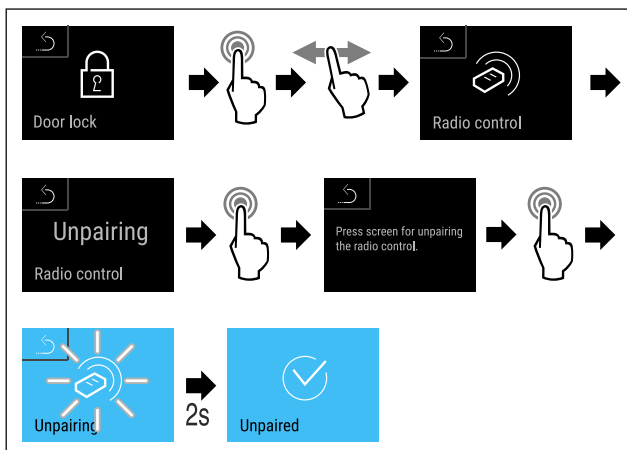 Door lock
Radio control
Unpairing
Radio control
Press screen for unpairing
the radio control.
Unpairing
2s
Unpaired